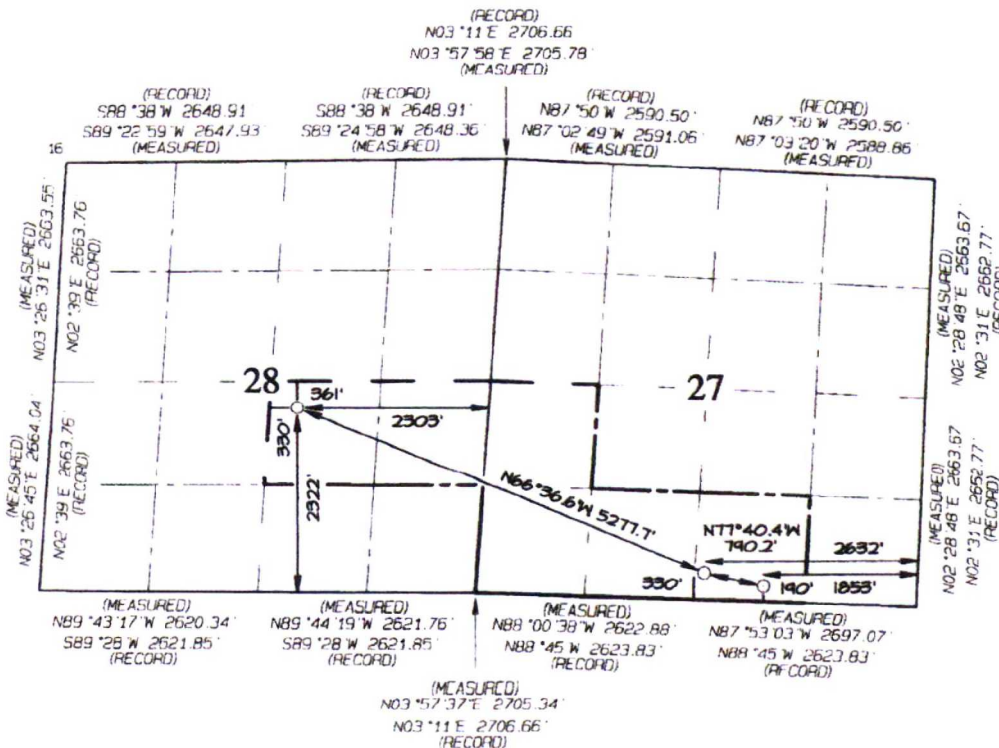 (RECORD)
N03°11'E 2706.66'
N03°57'58"E 2705.78'
(MEASURED)
(RECORD)
S88°38'W 2648.91'
S89°22'59"W 2647.93'
(MEASURED)
(RECORD)
S88°38'W 2648.91'
S89°24'58"W 2648.36'
(MEASURED)
(RECORD)
N87°50'W 2590.50'
N87°02'49"W 2591.06'
(MEASURED)
(RECORD)
N87°50'W 2590.50'
N87°03'20"W 2588.86'
(MEASURED)
16
(MEASURED)
N03°26'31"E 2663.55'
N02°39'E 2663.76'
(RECORD)
(MEASURED)
N02°28'48"E 2663.67'
N02°31'E 2662.77'
(RECORD)
28
27
361'
2303'
330'
2322'
N66°36.6'W 5277.7'
N77°40.4'W
790.2'
2632'
330'
190'
1853'
(MEASURED)
N03°26'45"E 2664.04'
N02°39'E 2663.76'
(RECORD)
(MEASURED)
N02°28'48"E 2663.67
N02°31'E 2662.77'
(RECORD)
(MEASURED)
N89°43'17"W 2620.34'
S89°28'W 2621.85'
(RECORD)
(MEASURED)
N89°44'19"W 2621.76'
S89°28'W 2621.85'
(RECORD)
(MEASURED)
N88°00'38"W 2622.88'
N88°45'W 2623.83'
(RECORD)
(MEASURED)
N87°53'03"W 2697.07'
N88°45'W 2623.83'
(RECORD)
(MEASURED)
N03°57'37"E 2705.34'
N03°11'E 2706.66'
(RECORD)